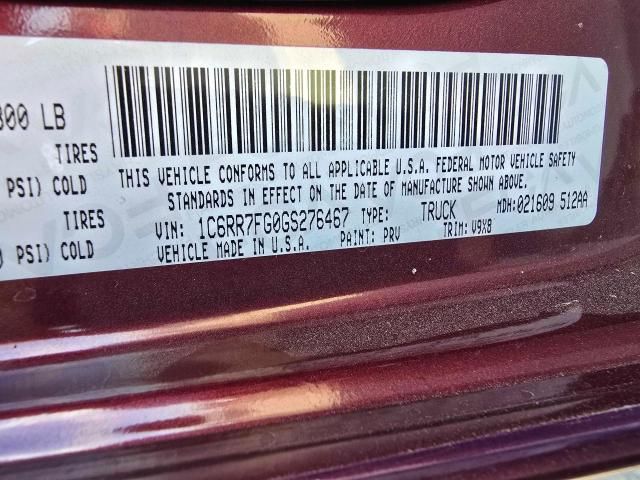 800 LB
TIRES
PSI) COLD
TIRES
PSI) COLD
THIS VEHICLE CONFORMS TO ALL APPLICABLE U.S.A. FEDERAL MOTOR VEHICLE SAFETY
STANDARDS IN EFFECT ON THE DATE OF MANUFACTURE SHOWN ABOVE.
VIN: 1C6RR7FG0GS276467 TYPE: TRUCK MDH:021609 512AA
VEHICLE MADE IN U.S.A. PAINT: PRV TRIM: V9X8